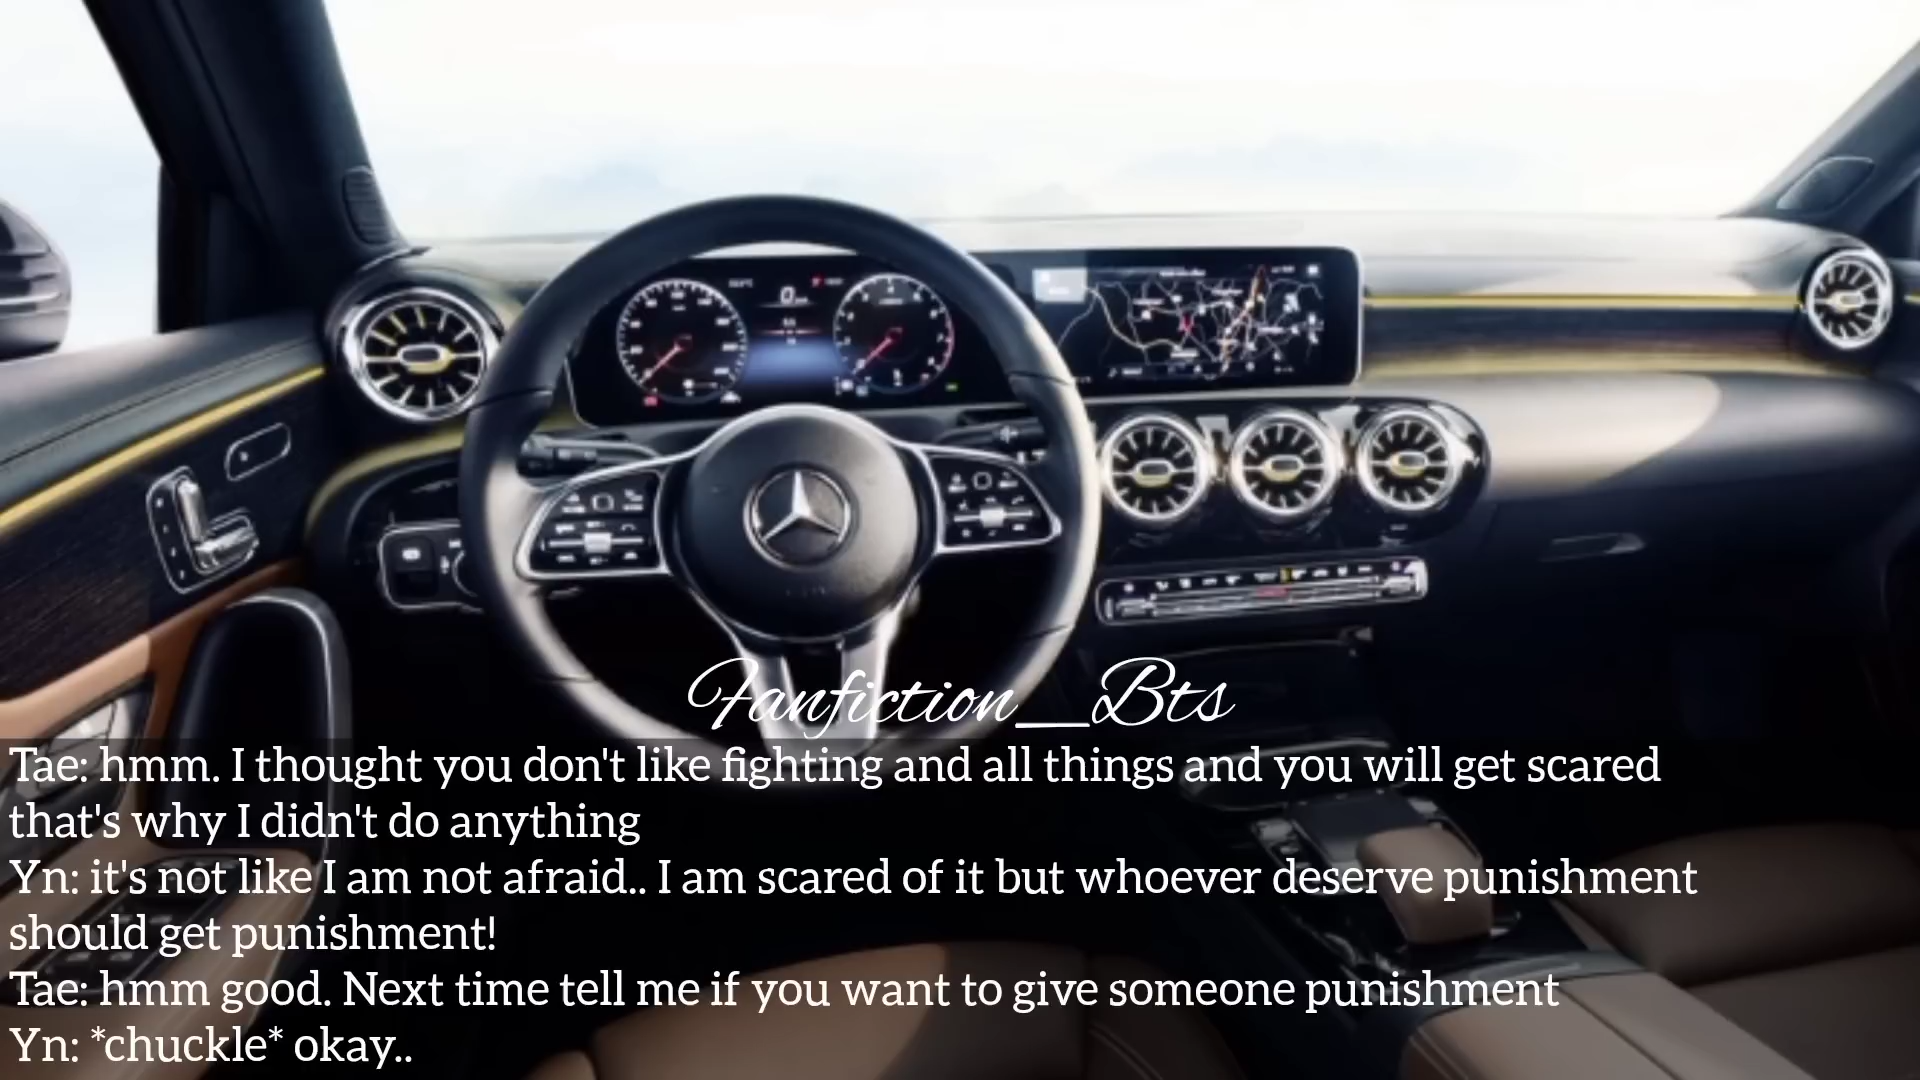 Fanfiction__Bts
Tae: hmm. I thought you don't like fighting and all things and you will get scared
that's why I didn't do anything
Yn: it's not like I am not afraid.. I am scared of it but whoever deserve punishment
should get punishment!
Tae: hmm good. Next time tell me if you want to give someone punishment
Yn: *chuckle* okay..